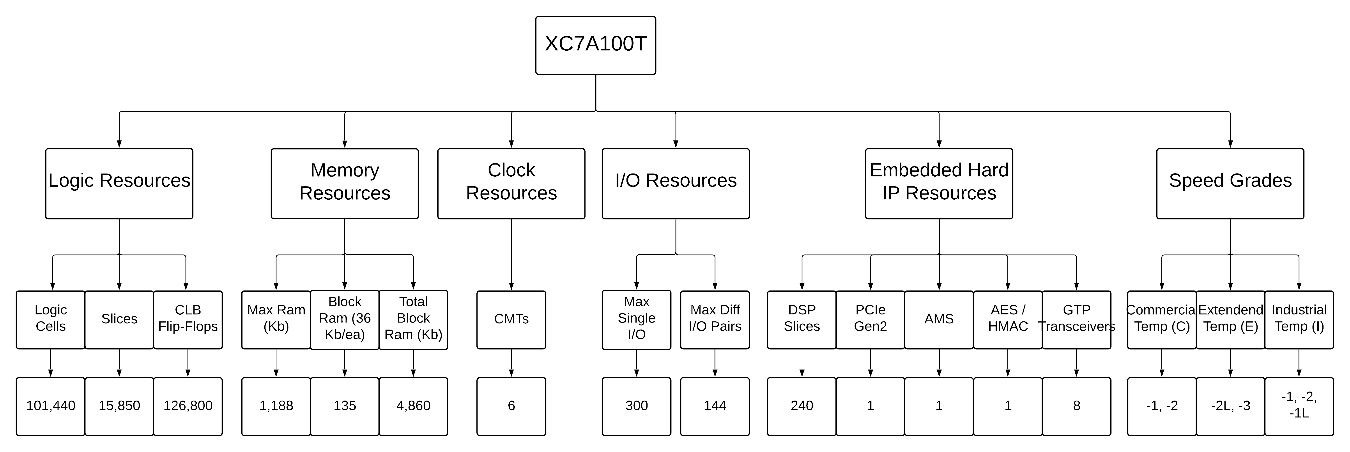 XC7A100T
Logic Resources
Memory
Resources
Clock
Resources
I/O Resources
Embedded Hard
IP Resources
Speed Grades
Logic
Cells
Slices
CLB
Flip-Flops
Max Ram
(Kb)
Block
Ram (36
Kb/ea)
Total
Block
Ram (Kb)
CMTs
Max
Single
I/O
Max Diff
I/O Pairs
DSP
Slices
PCIe
Gen2
AMS
AES /
HMAC
GTP
Transceivers
Commercial
Temp (C)
Extendend
Temp (E)
Industrial
Temp (I)
101,440
15,850
126,800
1,188
135
4,860
6
300
144
240
1
1
1
8
-1, -2
-2L, -3
-1, -2,
-1L